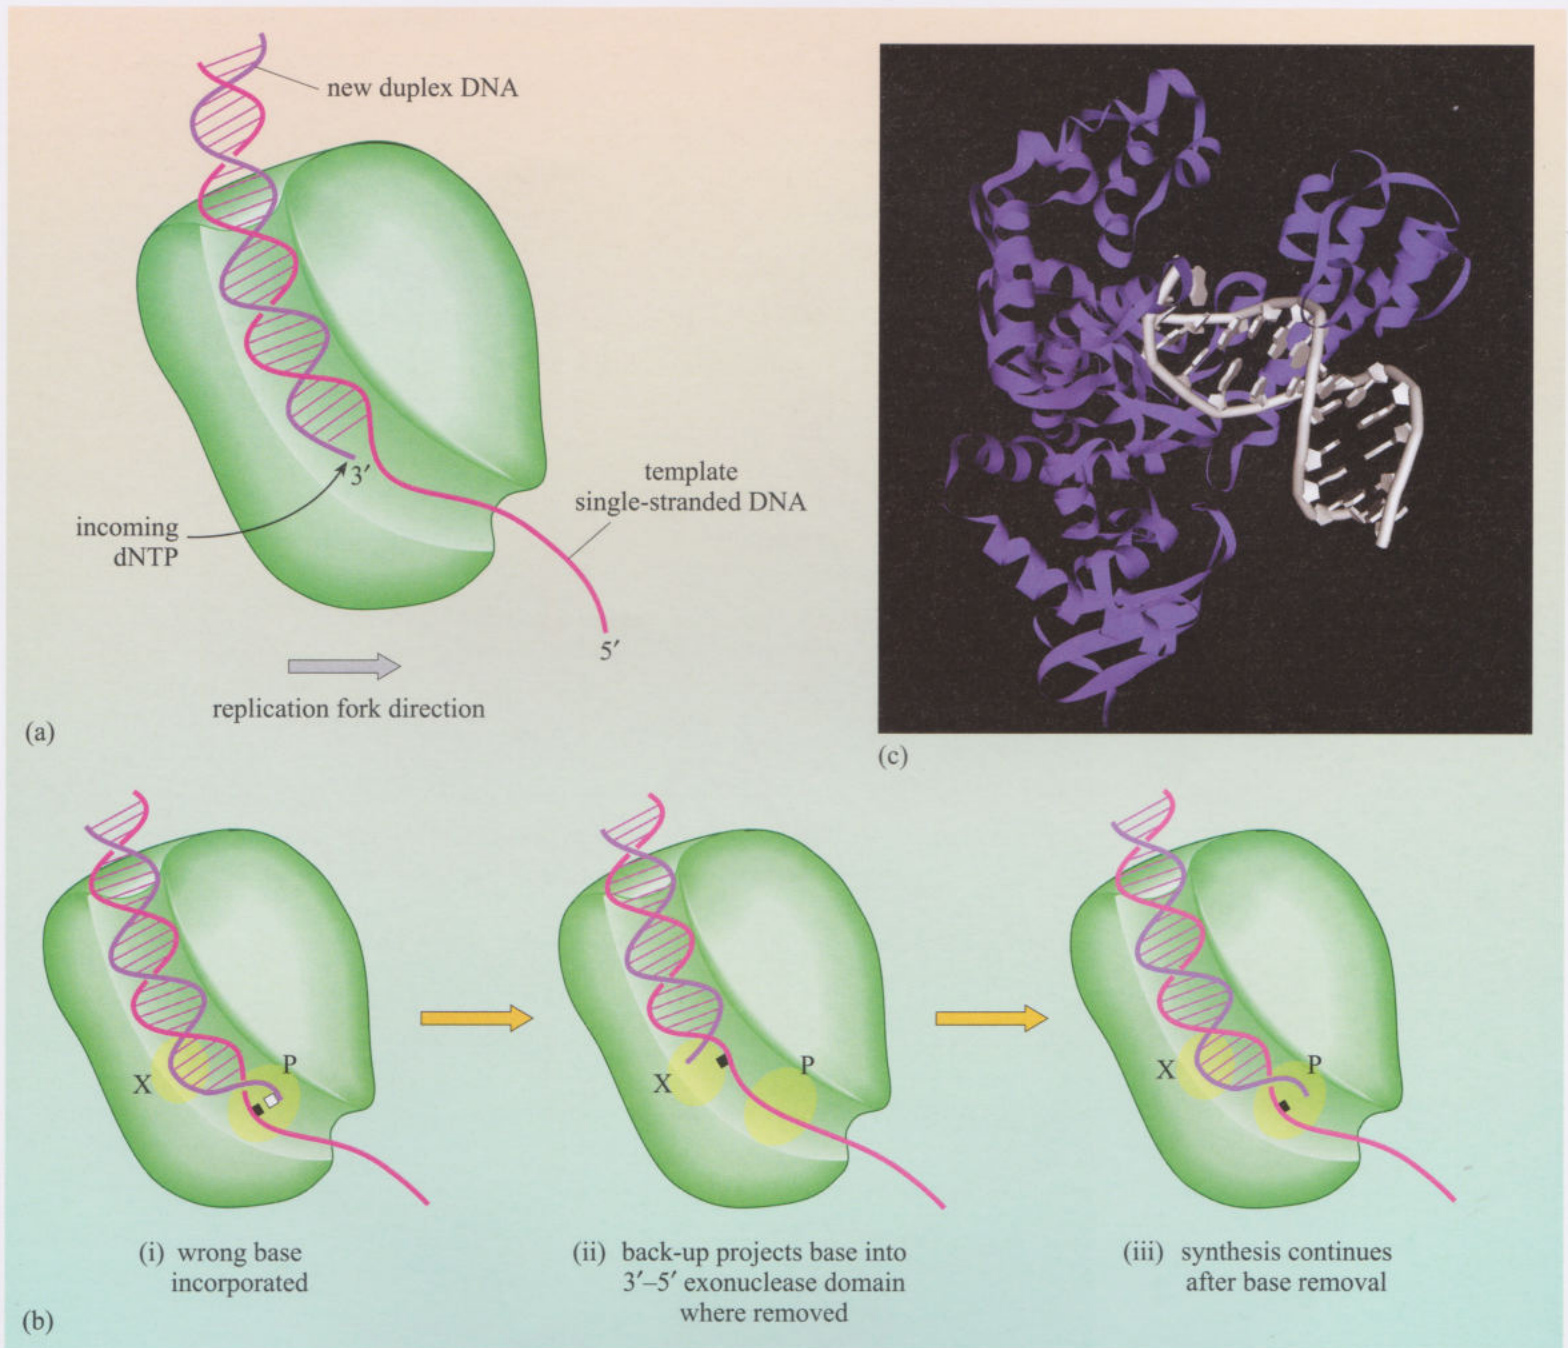 new duplex DNA
3′
template
single-stranded DNA
incoming
dNTP
5′
replication fork direction
(a)
(c)
X
P
X
P
X
P
(i) wrong base
incorporated
(ii) back-up projects base into
3′–5′ exonuclease domain
where removed
(iii) synthesis continues
after base removal
(b)